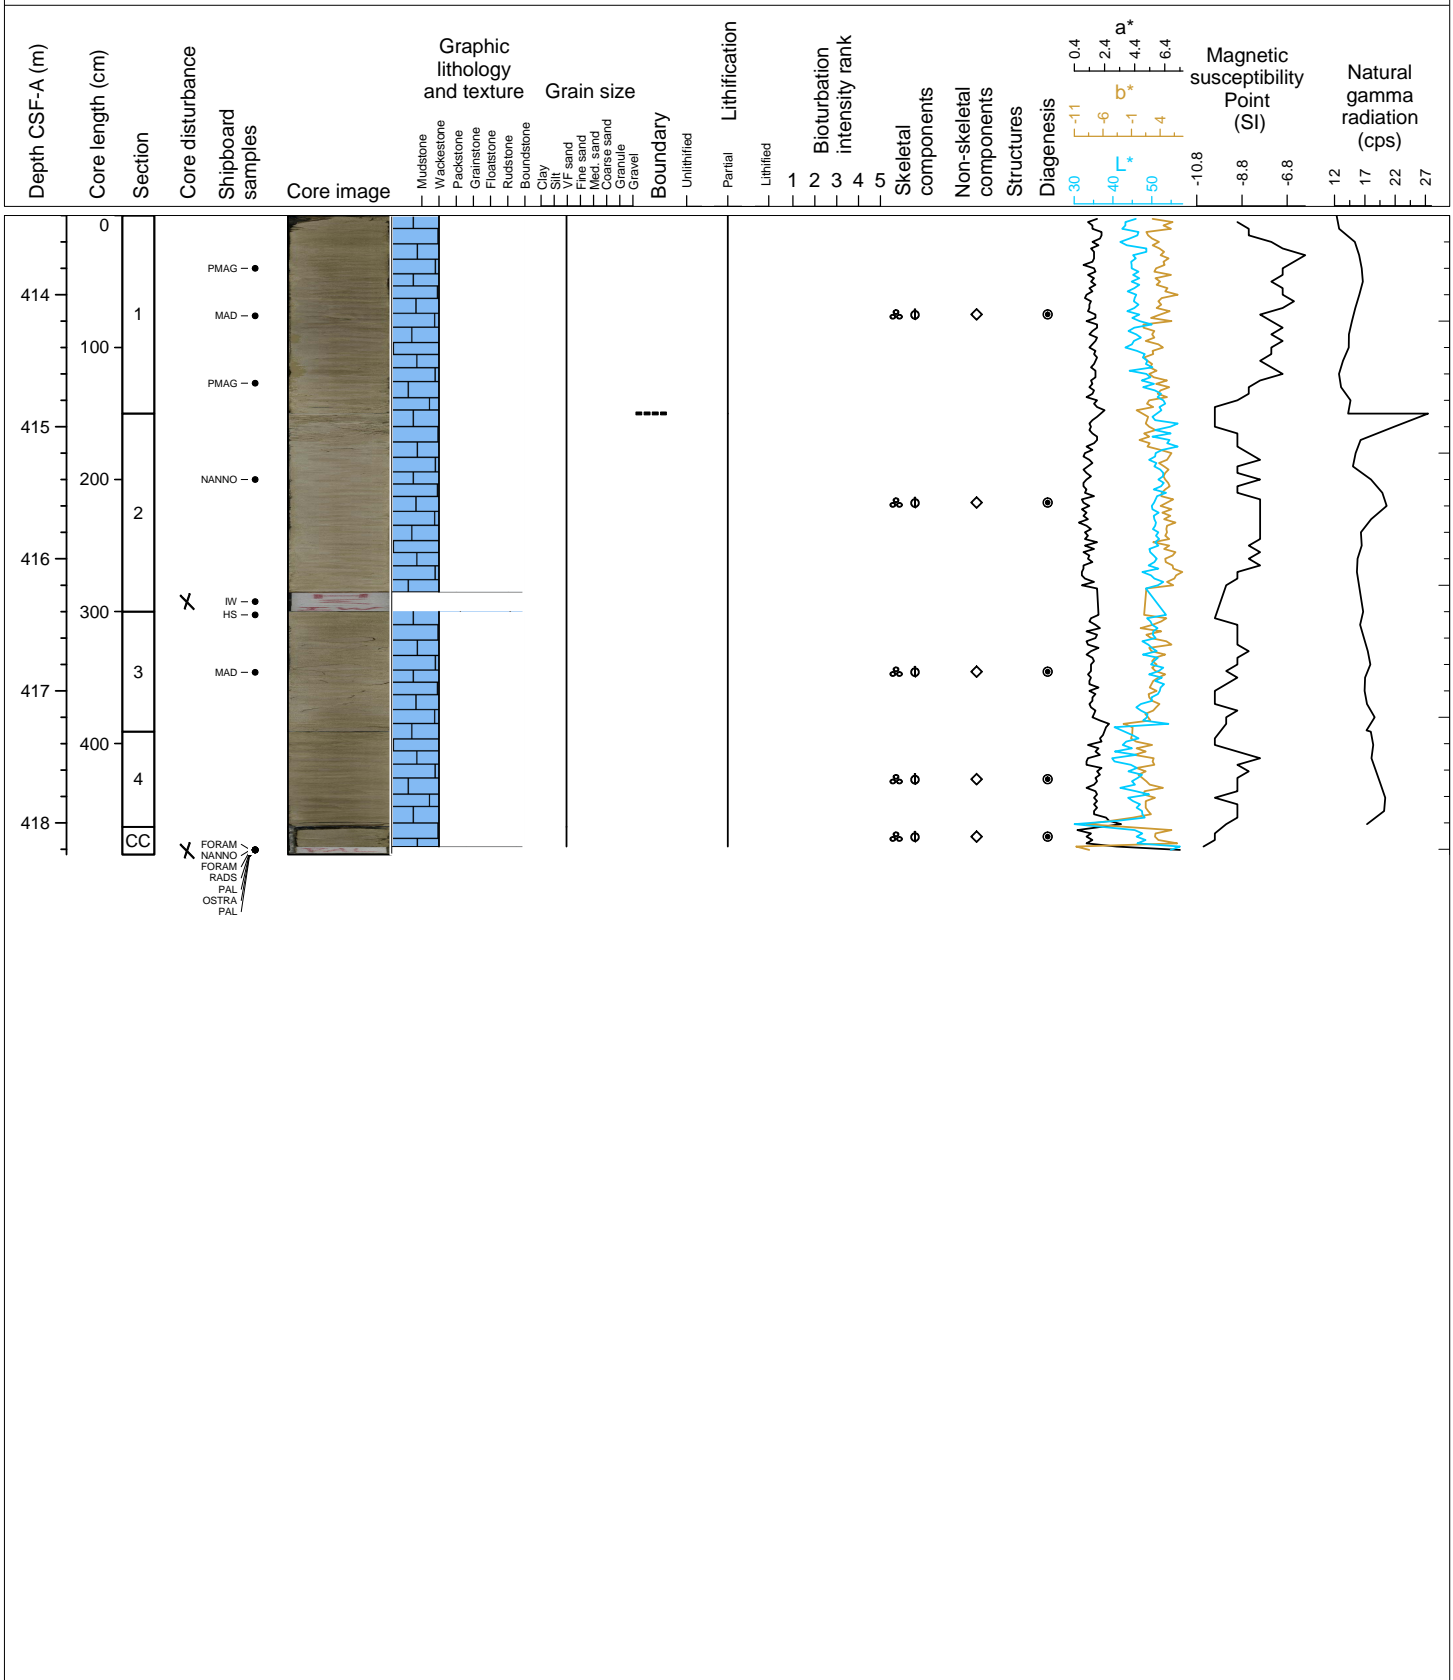 Depth CSF-A (m)
Core length (cm)
Section
Core disturbance
Shipboard
samples
Core image
Graphic
lithology
and texture
Mudstone
Wackestone
Packstone
Grainstone
Floatstone
Rudstone
Boundstone
Grain size
Clay
Silt
VF sand
Fine sand
Med. sand
Coarse sand
Granule
Gravel
Boundary
Lithification
Unlithified
Partial
Lithified
Bioturbation
intensity rank
1 2 3 4 5
Skeletal
components
Non-skeletal
components
Structures
Diagenesis
a*
0.4 2.4 4.4 6.4
b*
-11 -6 -1 4
L*
30 40 50
Magnetic
susceptibility
Point
(SI)
-10.8 -8.8 -6.8
Natural
gamma
radiation
(cps)
12 17 22 27
0
PMAG
414
MAD
1
100
PMAG
415
200
NANNO
2
416
IW
300
HS
3
MAD
417
400
4
418
CC
FORAM
NANNO
FORAM
RADS
PAL
OSTRA
PAL